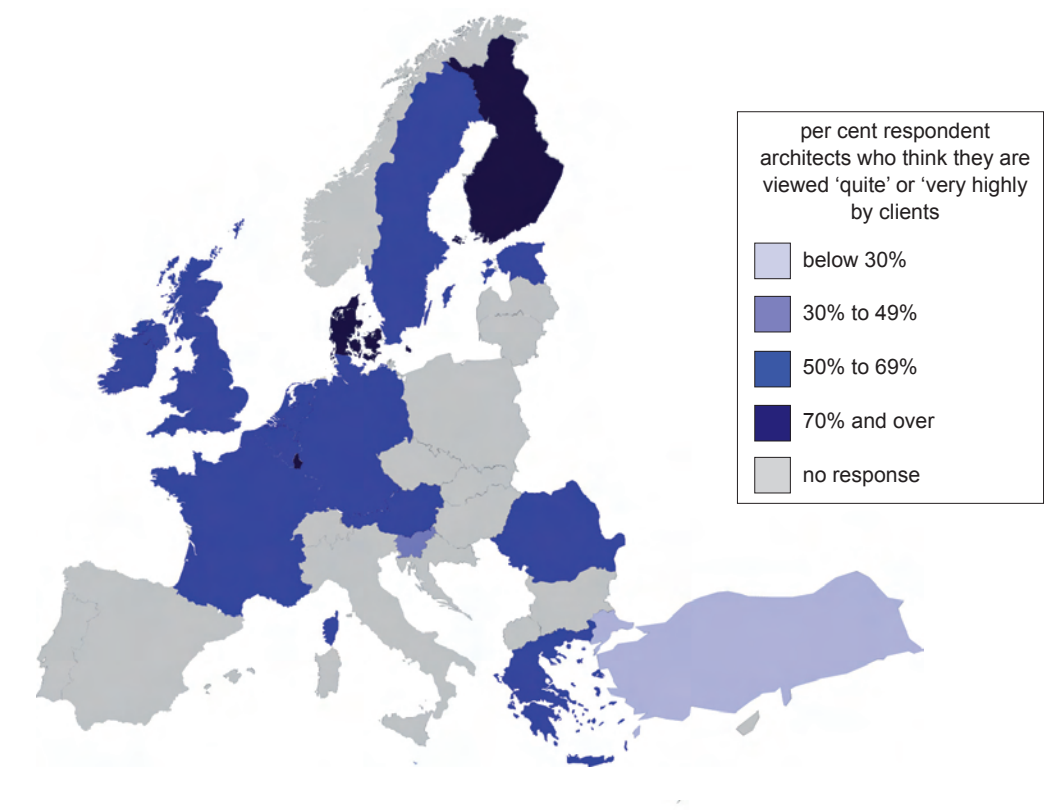 per cent respondent
architects who think they are
viewed ‘quite’ or ‘very highly
by clients
below 30%
30% to 49%
50% to 69%
70% and over
no response